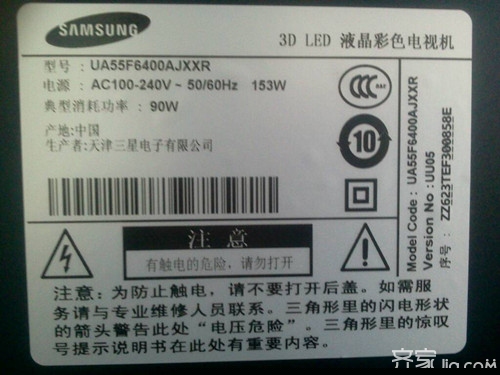 SAMSUNG
3D LED 液晶彩色电视机
型号：UA55F6400AJXXR
电源：AC100-240V ~ 50/60Hz 153W
典型消耗功率：90W
产地:中国
生产者:天津三星电子有限公司
10
Model Code : UA55F6400AJXXR
Version No : UU05
序号 : ZZ623TEF300858E
注 意
有触电的危险, 请勿打开
注意: 为防止触电, 请不要打开后盖。如需服
务请与专业维修人员联系。三角形里的闪电形状
的箭头警告此处 “电压危险”。三角形里的惊叹
号提示说明书在此处有重要内容。
齐家 jia.com